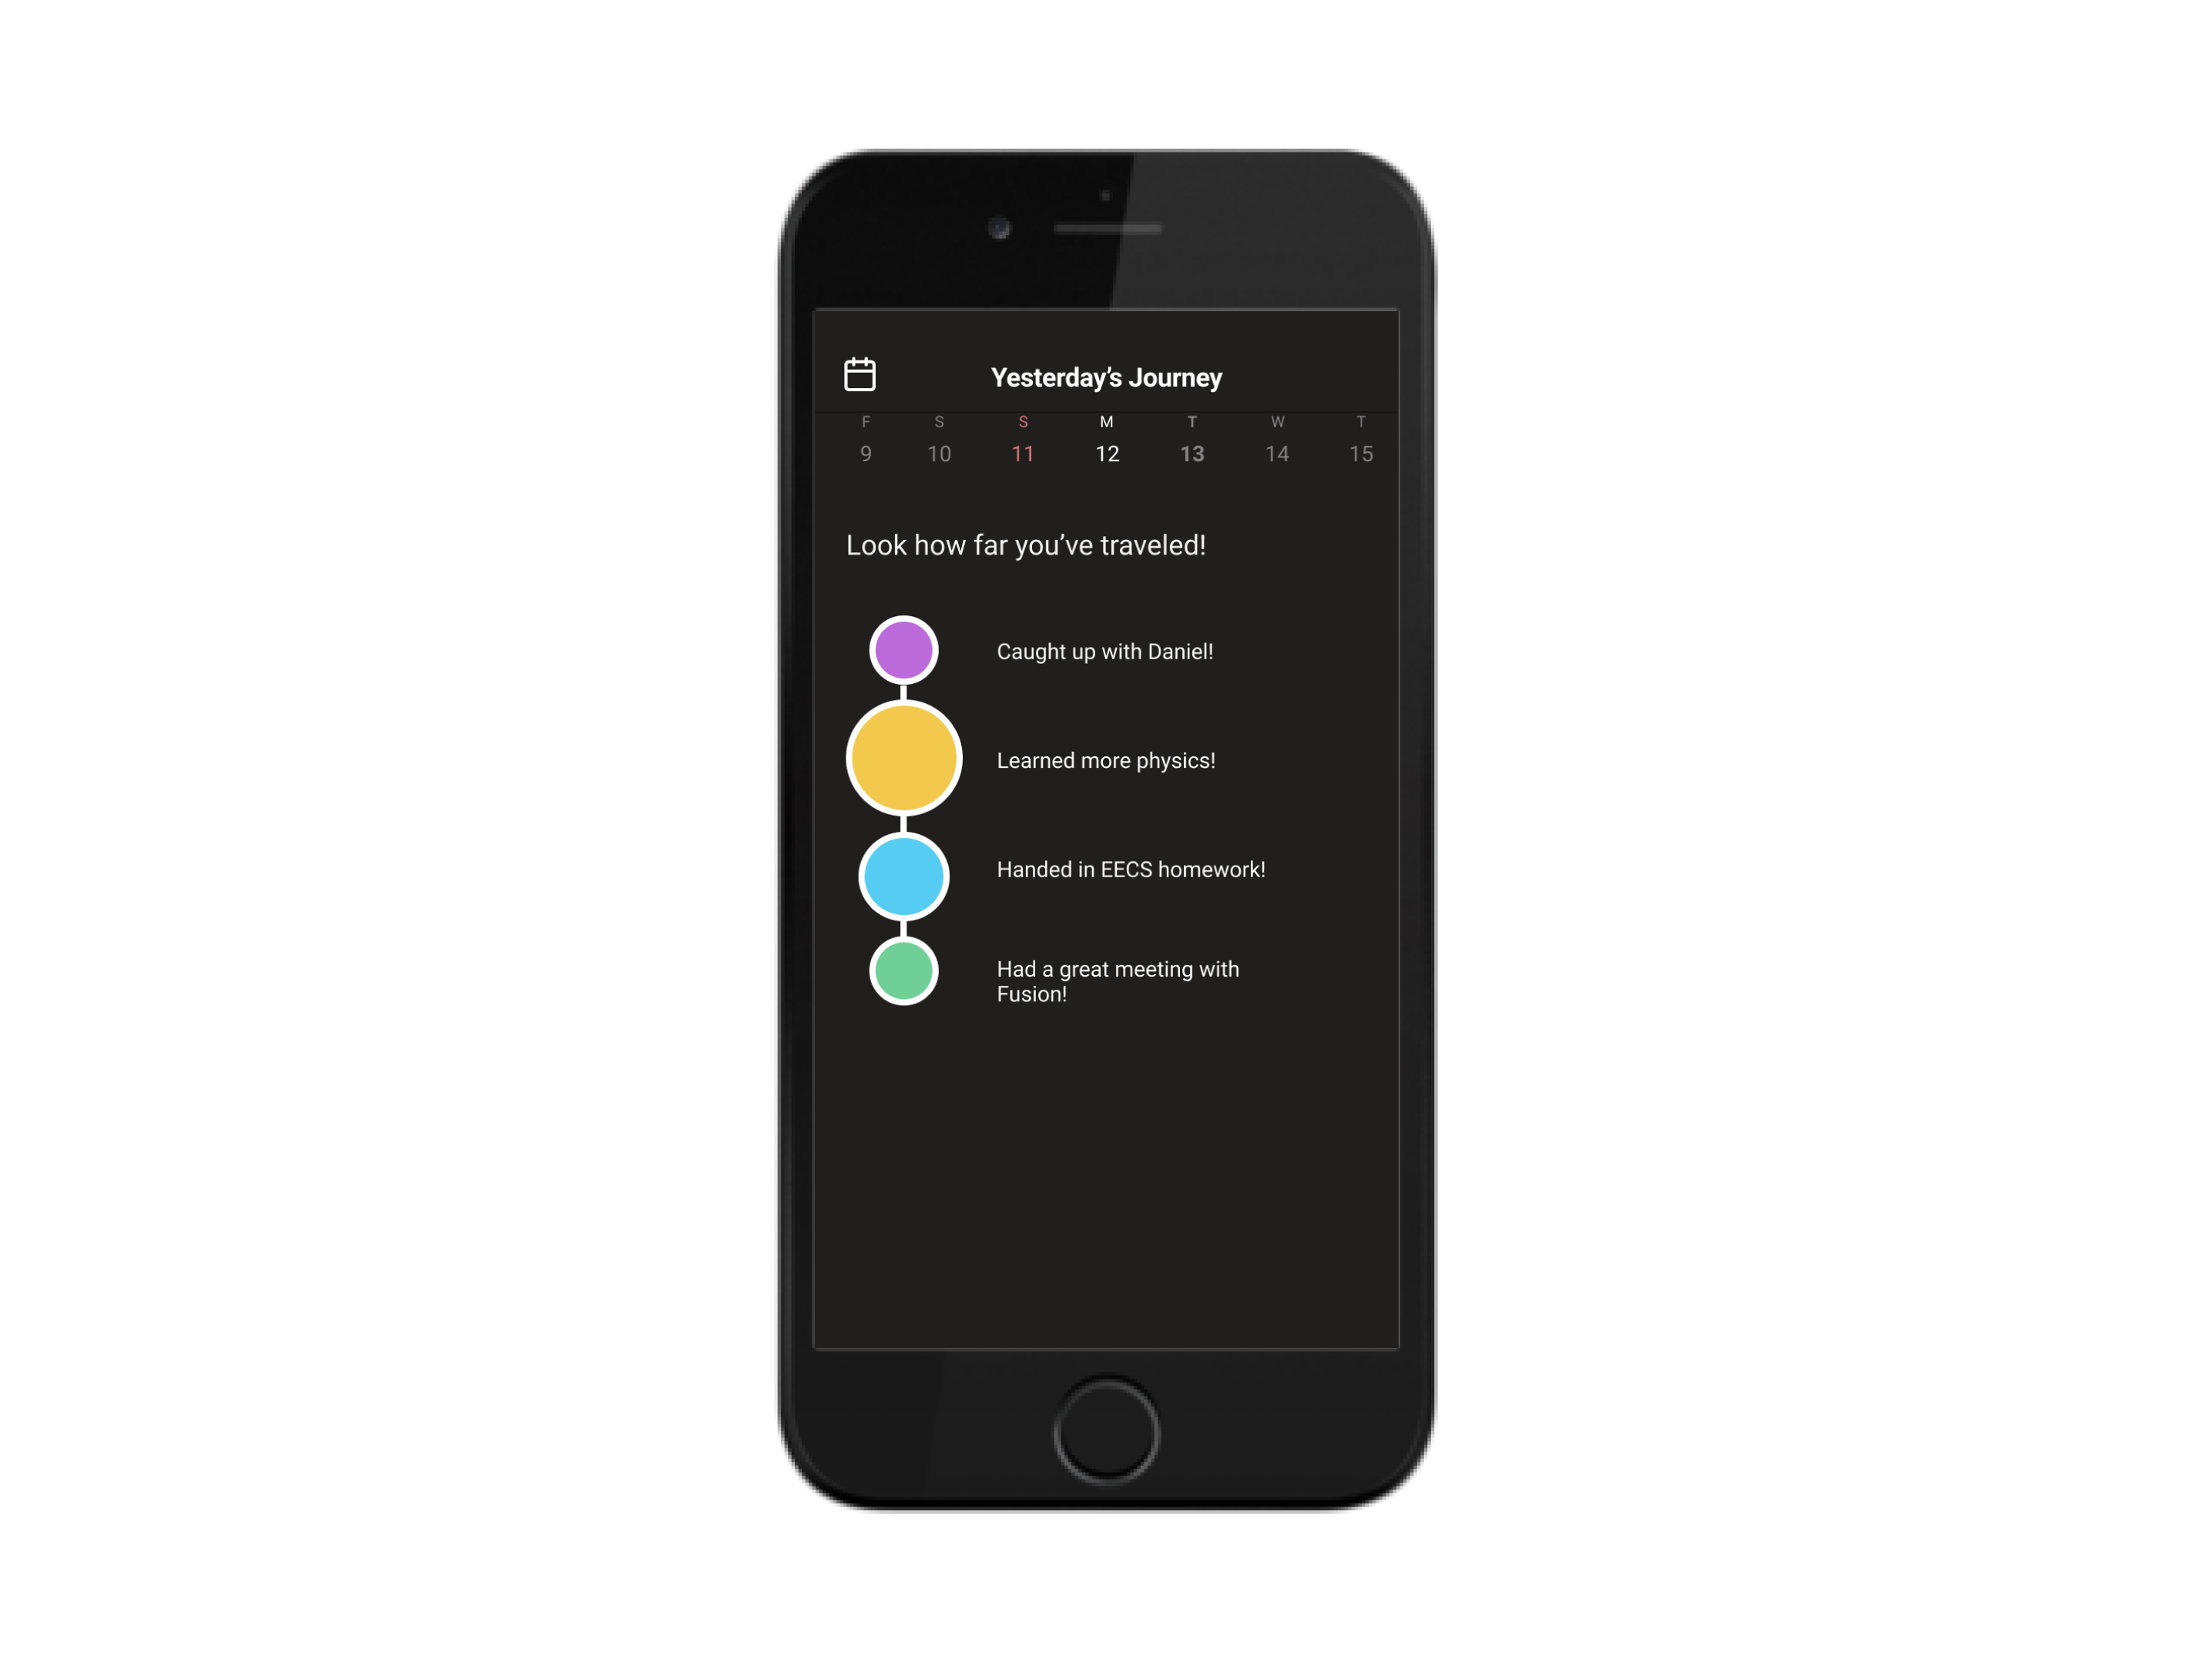 Yesterday’s Journey
F S S M T W T
9 10 11 12 13 14 15
Look how far you’ve traveled!
Caught up with Daniel!
Learned more physics!
Handed in EECS homework!
Had a great meeting with
Fusion!